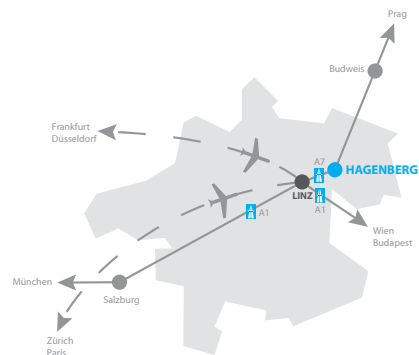 Prag
Budweis
Frankfurt
Düsseldorf
A7
HAGENBERG
LINZ
A1
A1
Wien
Budapest
München
Salzburg
Zürich
Paris